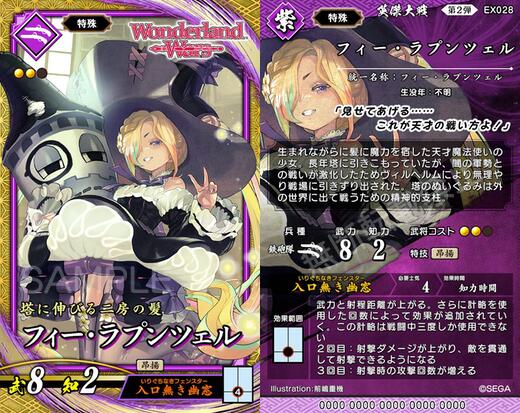 特殊
Wonderland
Wars
SAMPLE
塔に伸びる二房の髪
フィー・ラプンツェル
昂揚
武8 知2
いりぐちなきフェンスター
入口無き幽窓
4
紫
特殊
英傑大戦
第2弾
EX028
フィー・ラプンツェル
統一名称:フィー・ラプンツェル
生没年:不明
「見せてあげる……
これが天才の戦い方よ！」
生まれながらに髪に魔力を宿した天才魔法使いの
少女。長年塔に引きこもっていたが、闇の軍勢と
の戦いが激化したためヴィルヘルムにより無理や
り戦場に引きずり出された。塔のぬいぐるみは外
の世界に出て戦うための精神的支柱。
兵種 武力 知力 武将コスト
鉄砲隊 8 2 特技 昂揚
いりぐちなきフェンスター 必要士気 効果時間
入口無き幽窓 4 知力時間
効果範囲
武力と射程距離が上がる。さらに計略を使
用した回数によって効果が追加されてい
く。この計略は戦闘中三度しか使用できない
2回目：射撃ダメージが上がり、敵を貫通
して射撃できるようになる
3回目：射撃時の攻撃回数が増える
Illustration:前嶋重機
©SEGA
0000 0000 0000 0000 0000 0000